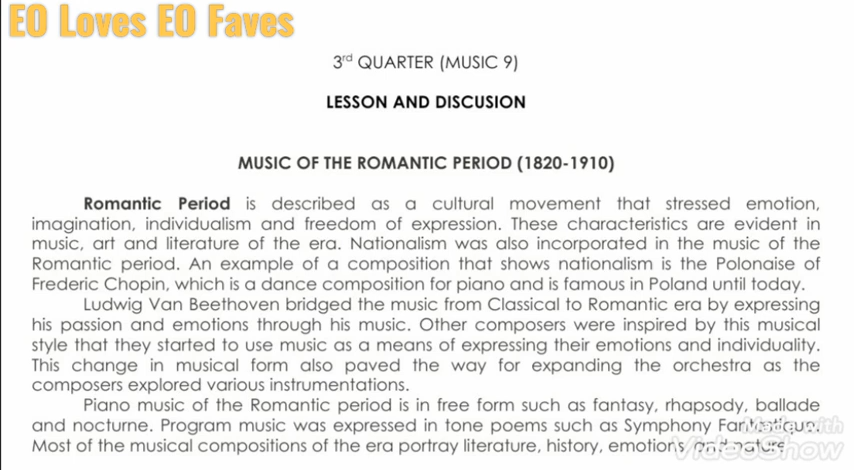 EO Loves EO Faves
3rd QUARTER (MUSIC 9)
LESSON AND DISCUSION
MUSIC OF THE ROMANTIC PERIOD (1820-1910)
Romantic Period is described as a cultural movement that stressed emotion,
imagination, individualism and freedom of expression. These characteristics are evident in
music, art and literature of the era. Nationalism was also incorporated in the music of the
Romantic period. An example of a composition that shows nationalism is the Polonaise of
Frederic Chopin, which is a dance composition for piano and is famous in Poland until today.
Ludwig Van Beethoven bridged the music from Classical to Romantic era by expressing
his passion and emotions through his music. Other composers were inspired by this musical
style that they started to use music as a means of expressing their emotions and individuality.
This change in musical form also paved the way for expanding the orchestra as the
composers explored various instrumentations.
Piano music of the Romantic period is in free form such as fantasy, rhapsody, ballade
and nocturne. Program music was expressed in tone poems such as Symphony Fantastique.
Most of the musical compositions of the era portray literature, history, emotions and nature.
Made with
VideoShow